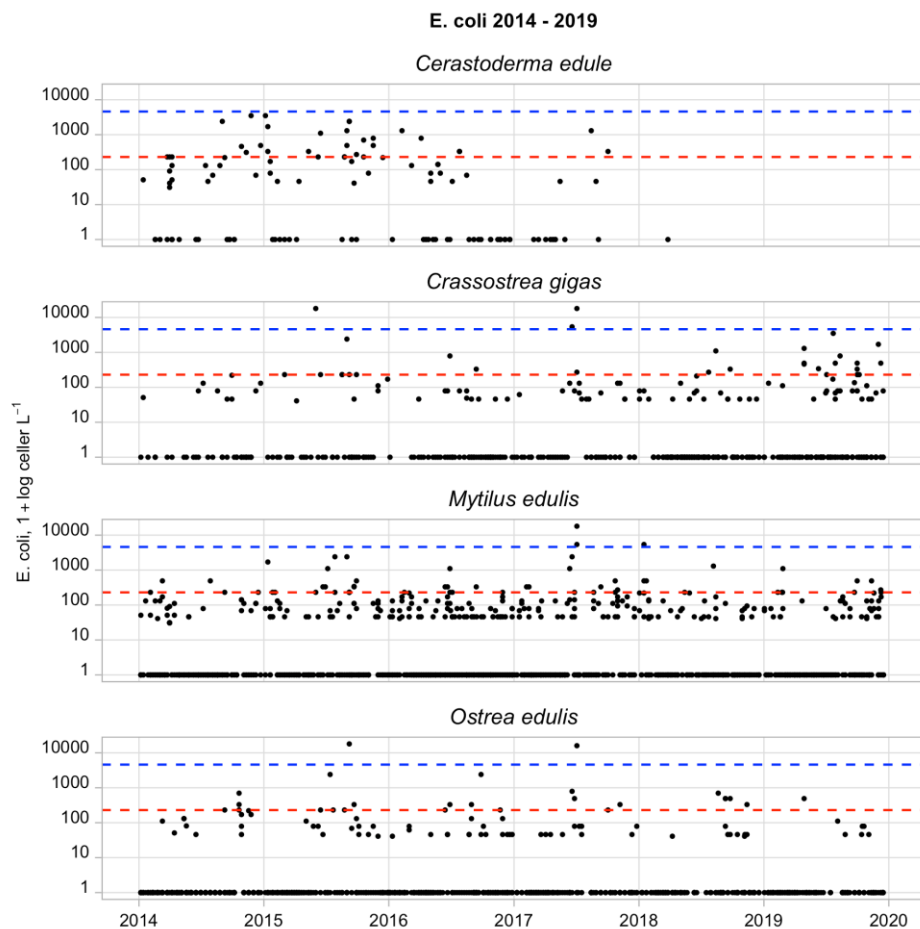 E. coli 2014 - 2019
Cerastoderma edule
10000
1000
100
10
1
Crassostrea gigas
10000
1000
100
10
1
E. coli, 1 + log celler L⁻¹
Mytilus edulis
10000
1000
100
10
1
Ostrea edulis
10000
1000
100
10
1
2014 2015 2016 2017 2018 2019 2020